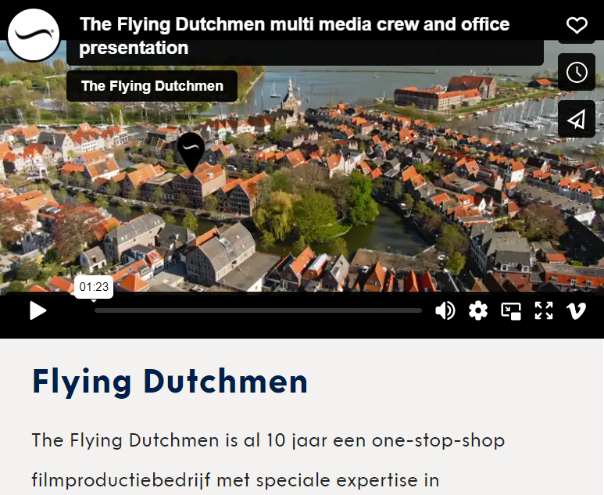 The Flying Dutchmen multi media crew and office
presentation
The Flying Dutchmen
01:23
Flying Dutchmen
The Flying Dutchmen is al 10 jaar een one-stop-shop
filmproductiebedrijf met speciale expertise in